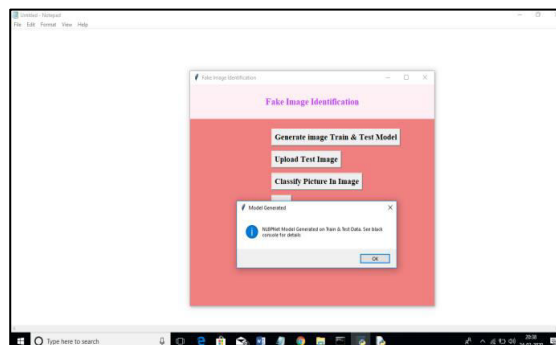 Untitled - Notepad
File Edit Format View Help
Fake Image Identification
Fake Image Identification
Generate image Train & Test Model
Upload Test Image
Classify Picture In Image
Model Generated
Model Generated on Train & Test Data. See black
console for details
OK
Type here to search
20:38